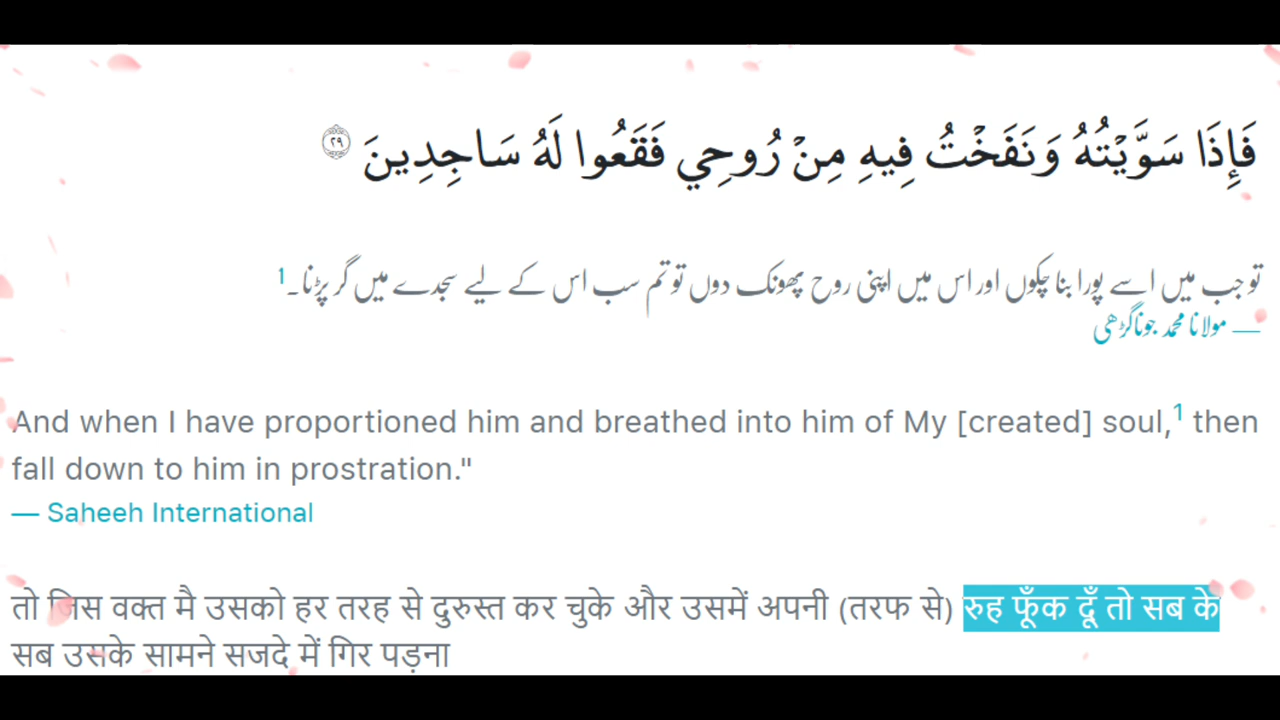 فَإِذَا سَوَّيْتُهُ وَنَفَخْتُ فِيهِ مِنْ رُوحِي فَقَعُوا لَهُ سَاجِدِينَ ٢٩
تو جب میں اسے پورا بنا چکوں اور اس میں اپنی روح پھونک دوں تو تم سب اس کے لیے سجدے میں گر پڑنا۔1
— مولانا محمد جوناگڑھی
And when I have proportioned him and breathed into him of My [created] soul,1 then
fall down to him in prostration."
— Saheeh International
तो जिस वक्त मै उसको हर तरह से दुरुस्त कर चुके और उसमें अपनी (तरफ से) रुह फूँक दूँ तो सब के
सब उसके सामने सजदे में गिर पड़ना